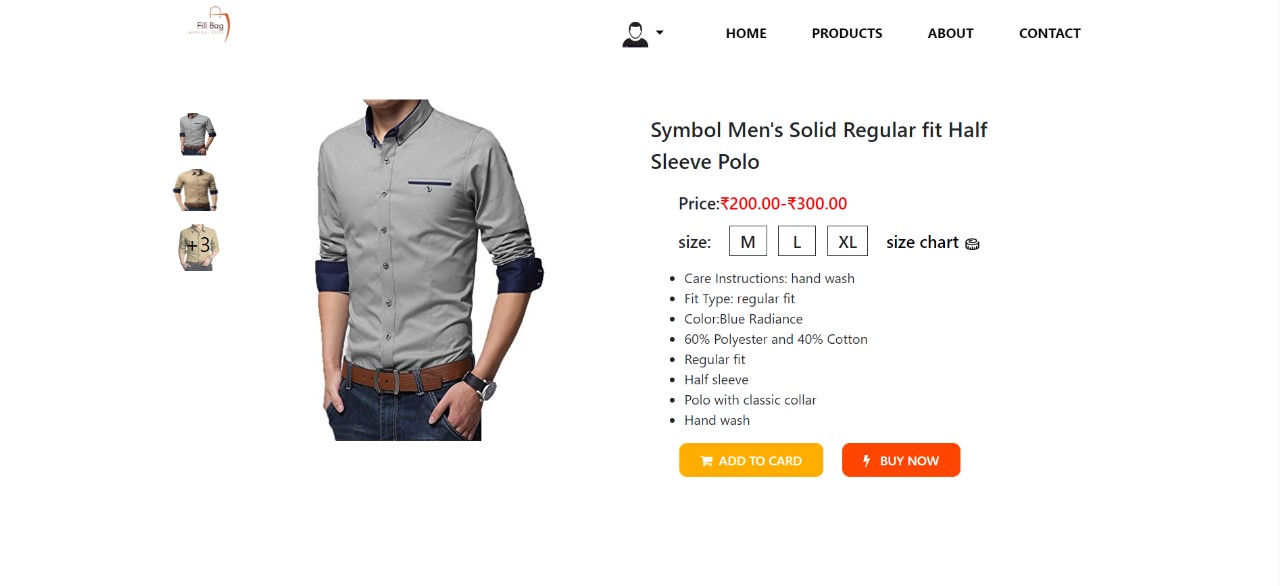 Fill Bag
HOME
PRODUCTS
ABOUT
CONTACT
+3
Symbol Men's Solid Regular fit Half
Sleeve Polo
Price:₹200.00-₹300.00
size: M L XL size chart
Care Instructions: hand wash
Fit Type: regular fit
Color:Blue Radiance
60% Polyester and 40% Cotton
Regular fit
Half sleeve
Polo with classic collar
Hand wash
ADD TO CARD
BUY NOW